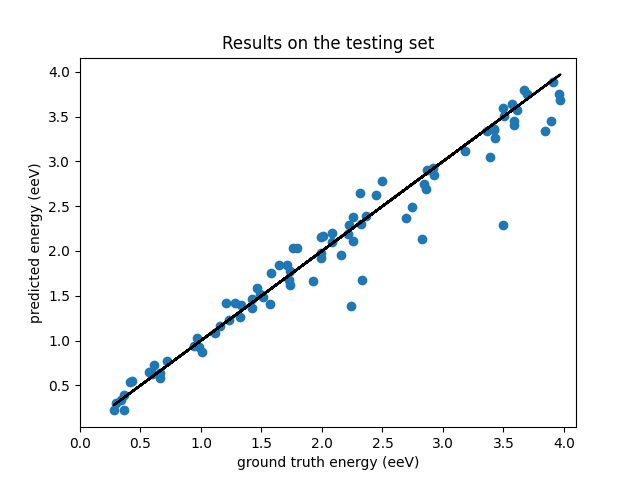 Results on the testing set
4.0
3.5
3.0
2.5
2.0
1.5
1.0
0.5
predicted energy (eeV)
0.0 0.5 1.0 1.5 2.0 2.5 3.0 3.5 4.0
ground truth energy (eeV)